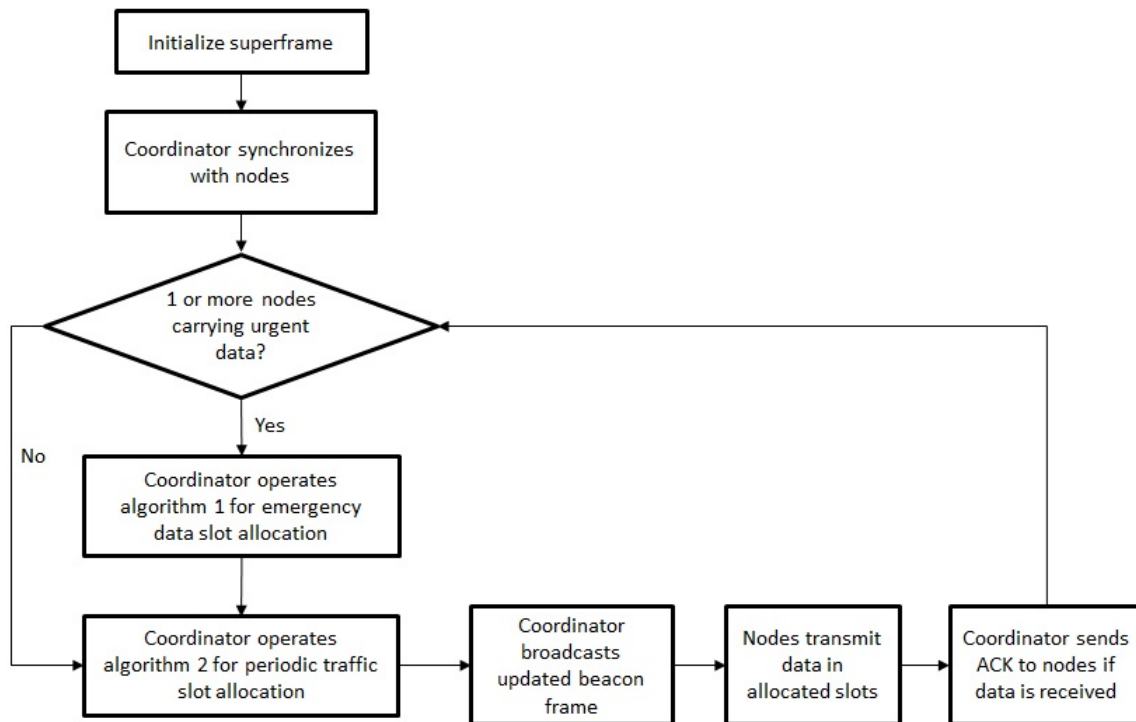 Initialize superframe
Coordinator synchronizes
with nodes
1 or more nodes
carrying urgent
data?
Yes
No
Coordinator operates
algorithm 1 for emergency
data slot allocation
Coordinator operates
algorithm 2 for periodic traffic
slot allocation
Coordinator
broadcasts
updated beacon
frame
Nodes transmit
data in
allocated slots
Coordinator sends
ACK to nodes if
data is received